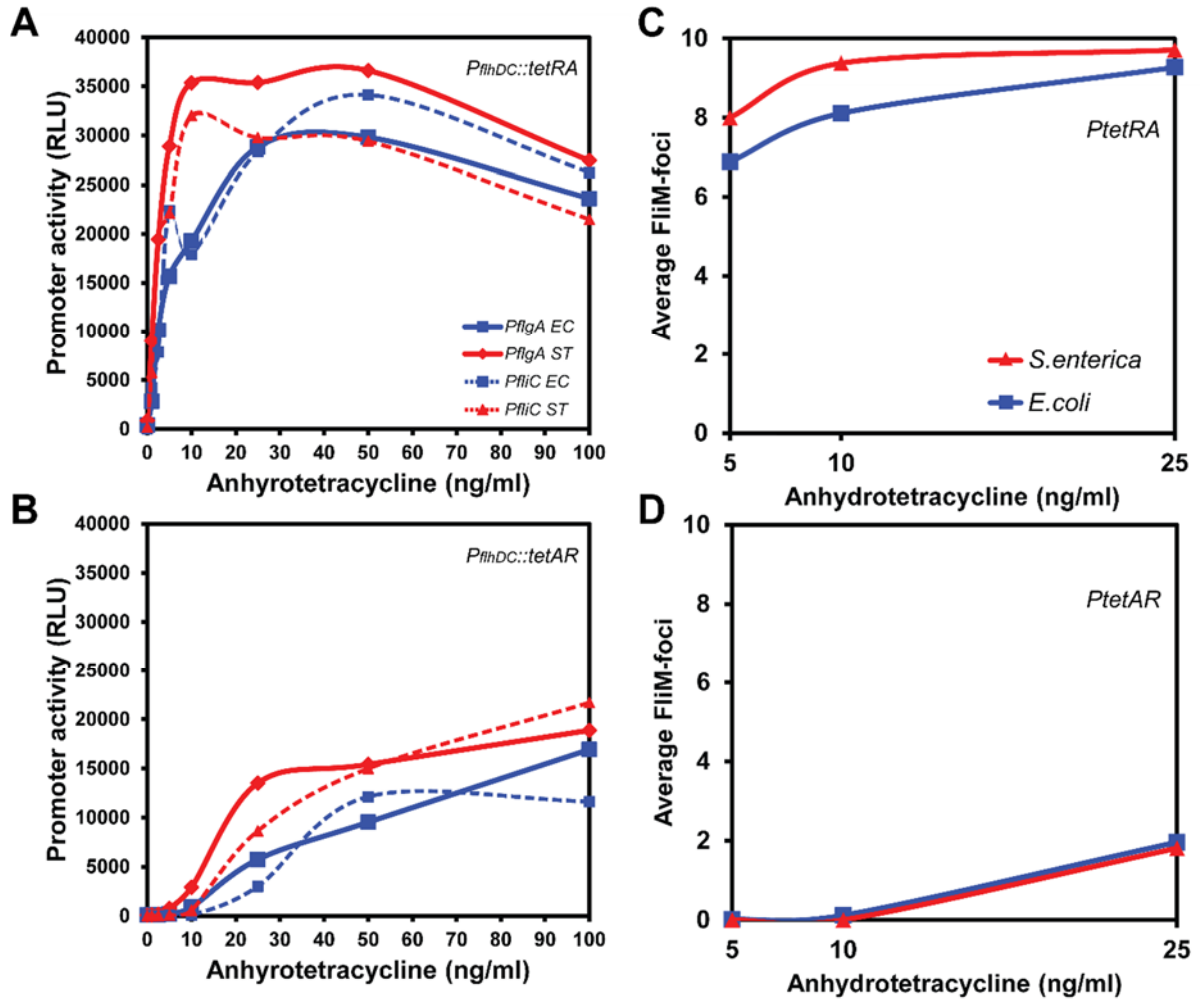 A
Promoter activity (RLU)
40000
35000
30000
25000
20000
15000
10000
5000
0
PflhDC::tetRA
PflgA EC
PflgA ST
PfliC EC
PfliC ST
0 10 20 30 40 50 60 70 80 90 100
Anhyrotetracycline (ng/ml)
B
Promoter activity (RLU)
40000
35000
30000
25000
20000
15000
10000
5000
0
PflhDC::tetAR
0 10 20 30 40 50 60 70 80 90 100
Anhyrotetracycline (ng/ml)
C
Average FliM-foci
10
8
6
4
2
0
PtetRA
S.enterica
E.coli
5 10 25
Anhydrotetracycline (ng/ml)
D
Average FliM-foci
10
8
6
4
2
0
PtetAR
5 10 25
Anhydrotetracycline (ng/ml)